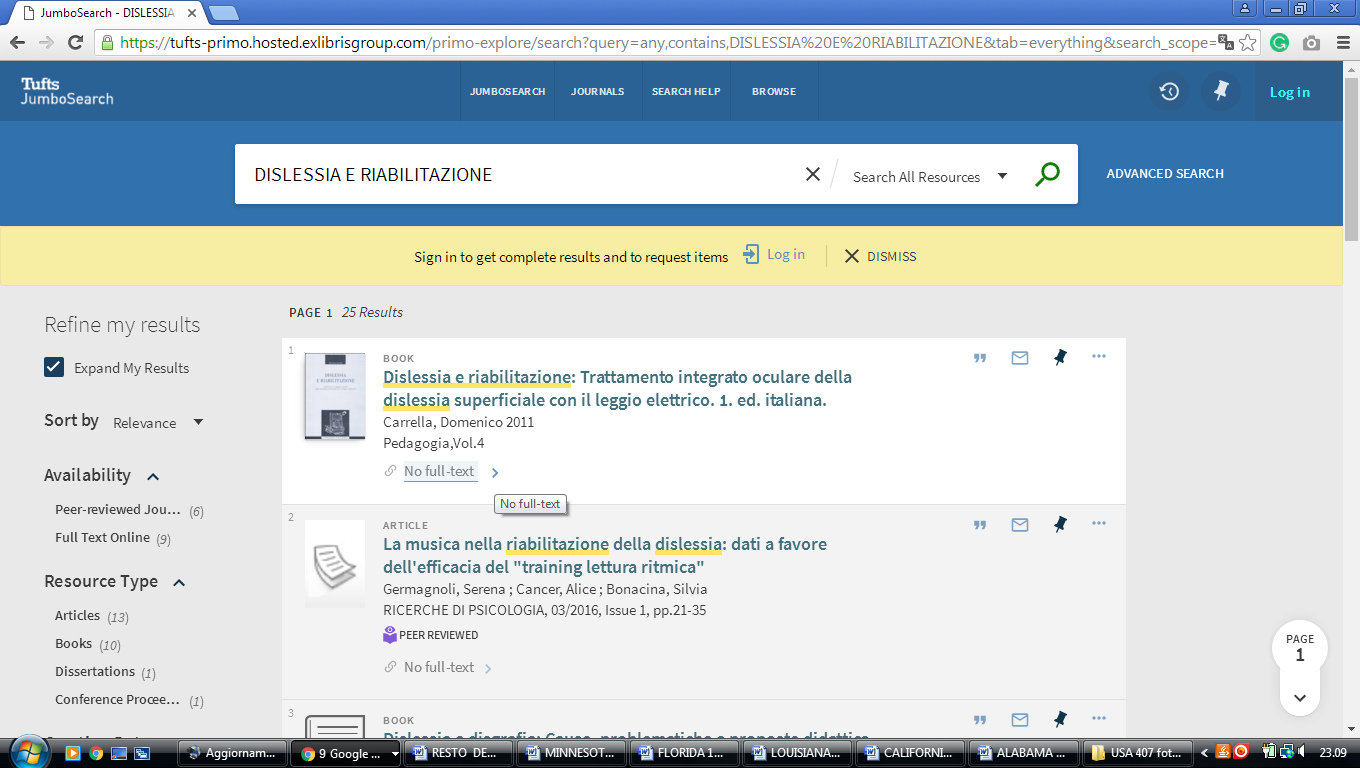 JumboSearch - DISLESSIA
https://tufts-primo.hosted.exlibrisgroup.com/primo-explore/search?query=any,contains,DISLESSIA%20E%20RIABILITAZIONE&tab=everything&search_scope=
Tufts
JumboSearch
JUMBOSEARCH JOURNALS SEARCH HELP BROWSE
Log in
DISLESSIA E RIABILITAZIONE
Search All Resources
ADVANCED SEARCH
Sign in to get complete results and to request items Log in DISMISS
Refine my results
Expand My Results
Sort by Relevance
Availability
Peer-reviewed Jou... (6)
Full Text Online (9)
Resource Type
Articles (13)
Books (10)
Dissertations (1)
Conference Procee... (1)
PAGE 1 25 Results
1
BOOK
DISLESSIA
E RIABILITAZIONE
Dislessia e riabilitazione: Trattamento integrato oculare della
dislessia superficiale con il leggio elettrico. 1. ed. italiana.
Carrella, Domenico 2011
Pedagogia,Vol.4
No full-text
No full-text
2
ARTICLE
La musica nella riabilitazione della dislessia: dati a favore
dell'efficacia del "training lettura ritmica"
Germagnoli, Serena ; Cancer, Alice ; Bonacina, Silvia
RICERCHE DI PSICOLOGIA, 03/2016, Issue 1, pp.21-35
PEER REVIEWED
No full-text
3
BOOK
Dislessia e disgrafia: Cause, problematiche e proposte didattiche
PAGE
1
Aggiornam... 9 Google ... RESTO DE... MINNESOT... FLORIDA 1... LOUISIANA... CALIFORNI... ALABAMA ... USA 407 fot... 23.09